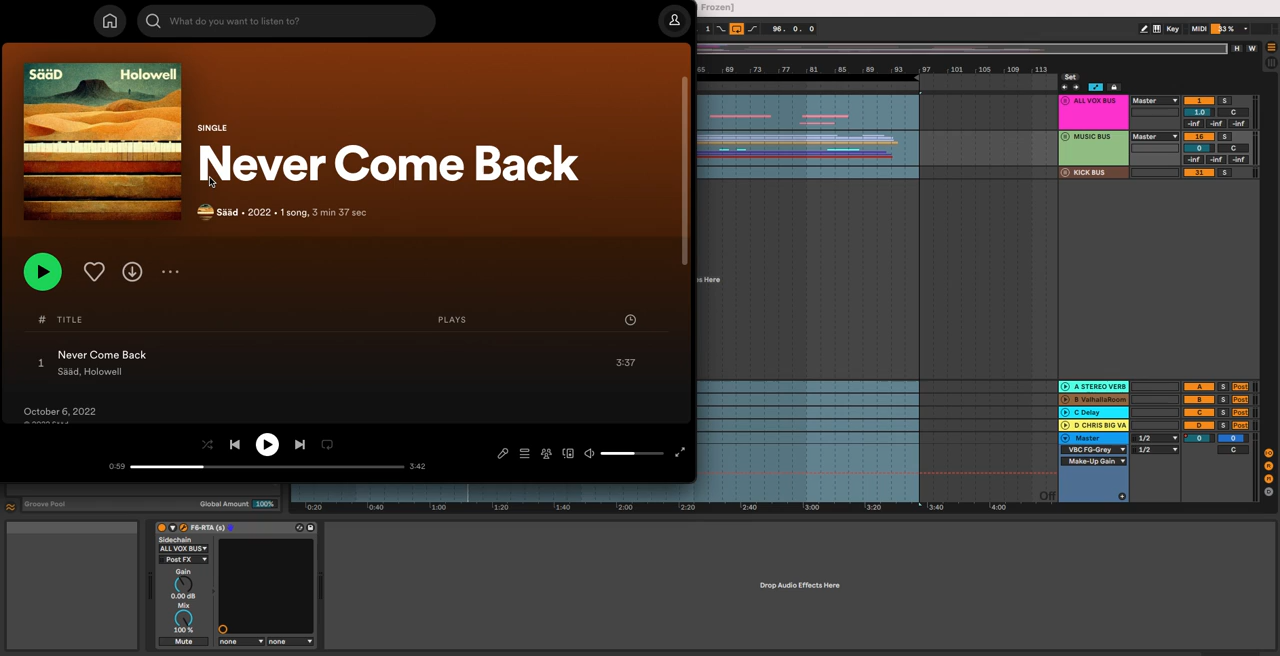 What do you want to listen to?
Frozen]
1
96. 0. 0
Key
MIDI
33 %
H
W
65 69 73 77 81 85 89 93 97 101 105 109 113
Set
SääD
Holowell
SINGLE
Never Come Back
Sääd • 2022 • 1 song, 3 min 37 sec
ALL VOX BUS
Master
1
S
1.0
C
-inf -inf -inf
MUSIC BUS
Master
16
S
0
C
-inf -inf -inf
KICK BUS
31
S
s Here
# TITLE
PLAYS
1
Never Come Back
Sääd, Holowell
3:37
October 6, 2022
A STEREO VERB
A
S
Post
B ValhallaRoom
B
S
Post
C Delay
C
S
Post
D CHRIS BIG VA
D
S
Post
Master
1/2
0
0
VBC FG-Grey
1/2
C
Make-Up Gain
0:59
3:42
Off
Groove Pool
Global Amount
100%
0:20 0:40 1:00 1:20 1:40 2:00 2:20 2:40 3:00 3:20 3:40 4:00
F6-RTA (s)
Sidechain
ALL VOX BUS
Post FX
Gain
0.00 dB
Mix
100 %
Mute
none
none
Drop Audio Effects Here